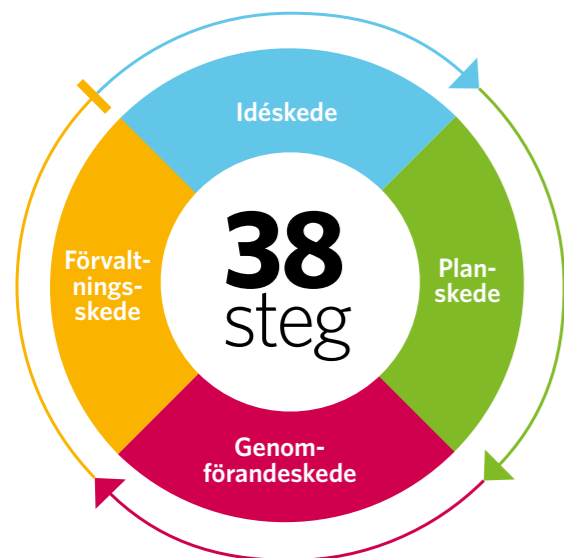 Idéskede
38
steg
Förvalt-
nings-
skede
Plan-
skede
Genom-
förandeskede